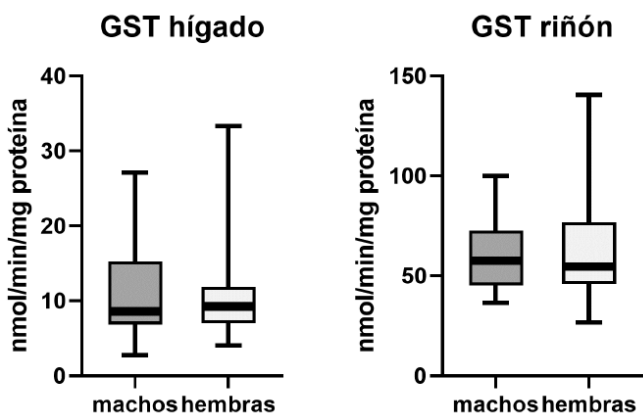 GST hígado
nmol/min/mg proteína
40
30
20
10
0
machos hembras
GST riñón
nmol/min/mg proteína
150
100
50
0
machos hembras